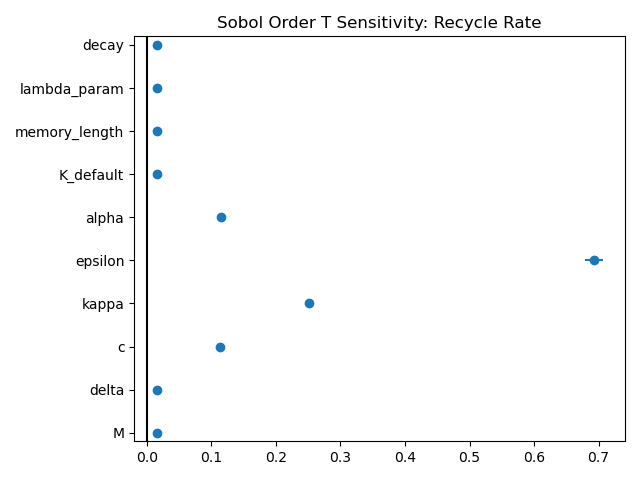 Sobol Order T Sensitivity: Recycle Rate
decay
lambda_param
memory_length
K_default
alpha
epsilon
kappa
c
delta
M
0.0 0.1 0.2 0.3 0.4 0.5 0.6 0.7